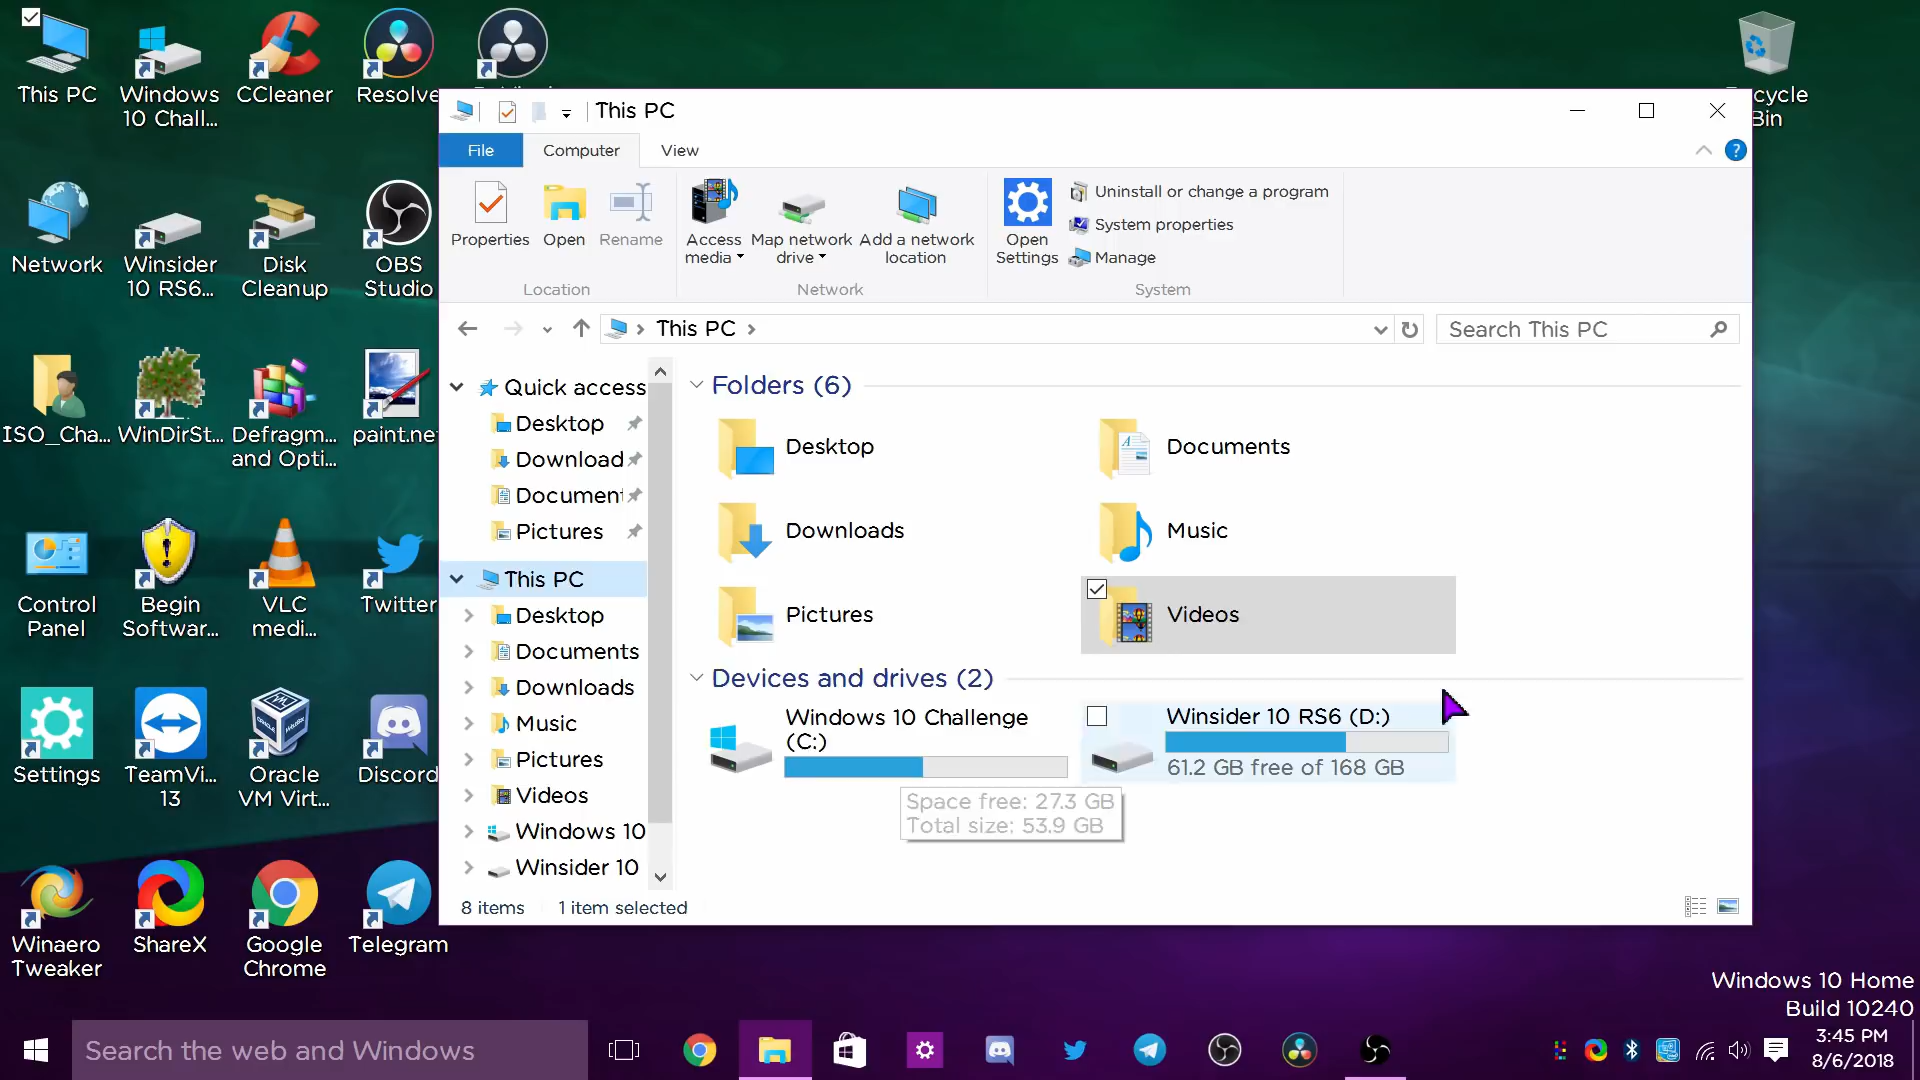 This PC
Windows
10 Chall...
CCleaner
Resolve
Recycle
Bin
Network
Winsider
10 RS6...
Disk
Cleanup
OBS
Studio
ISO_Cha...
WinDirSt...
Defragm...
and Opti...
paint.net
Control
Panel
Begin
Softwar...
VLC
medi...
Twitter
Settings
TeamVi...
13
Oracle
VM Virt...
Discord
Winaero
Tweaker
ShareX
Google
Chrome
Telegram
This PC
File
Computer
View
Properties
Open
Rename
Location
Access
media
Map network
drive
Add a network
location
Network
Open
Settings
Uninstall or change a program
System properties
Manage
System
This PC
Search This PC
Quick access
Desktop
Download
Document
Pictures
This PC
Desktop
Documents
Downloads
Music
Pictures
Videos
Windows 10
Winsider 10
Folders (6)
Desktop
Documents
Downloads
Music
Pictures
Videos
Devices and drives (2)
Windows 10 Challenge
(C:)
Winsider 10 RS6 (D:)
61.2 GB free of 168 GB
Space free: 27.3 GB
Total size: 53.9 GB
8 items
1 item selected
Windows 10 Home
Build 10240
Search the web and Windows
3:45 PM
8/6/2018